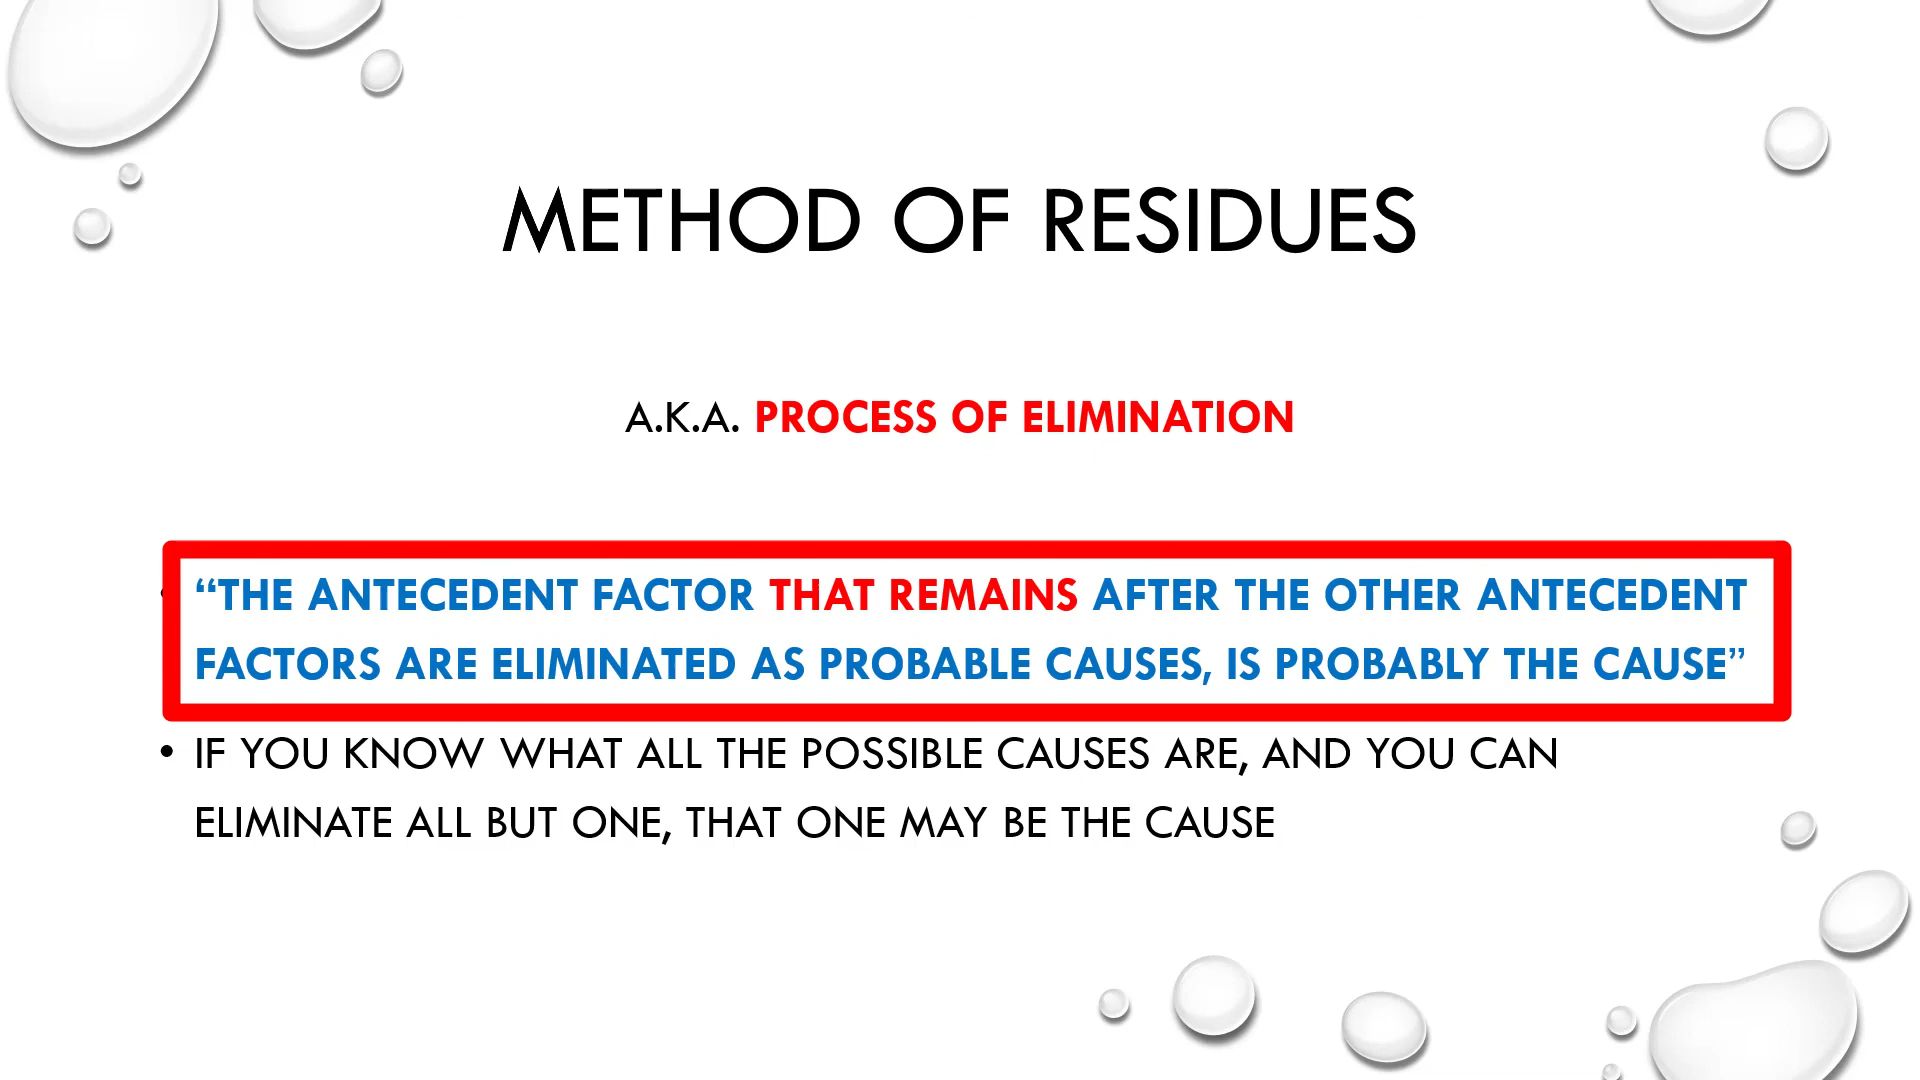 METHOD OF RESIDUES
A.K.A. PROCESS OF ELIMINATION
“THE ANTECEDENT FACTOR THAT REMAINS AFTER THE OTHER ANTECEDENT
FACTORS ARE ELIMINATED AS PROBABLE CAUSES, IS PROBABLY THE CAUSE”
• IF YOU KNOW WHAT ALL THE POSSIBLE CAUSES ARE, AND YOU CAN
ELIMINATE ALL BUT ONE, THAT ONE MAY BE THE CAUSE